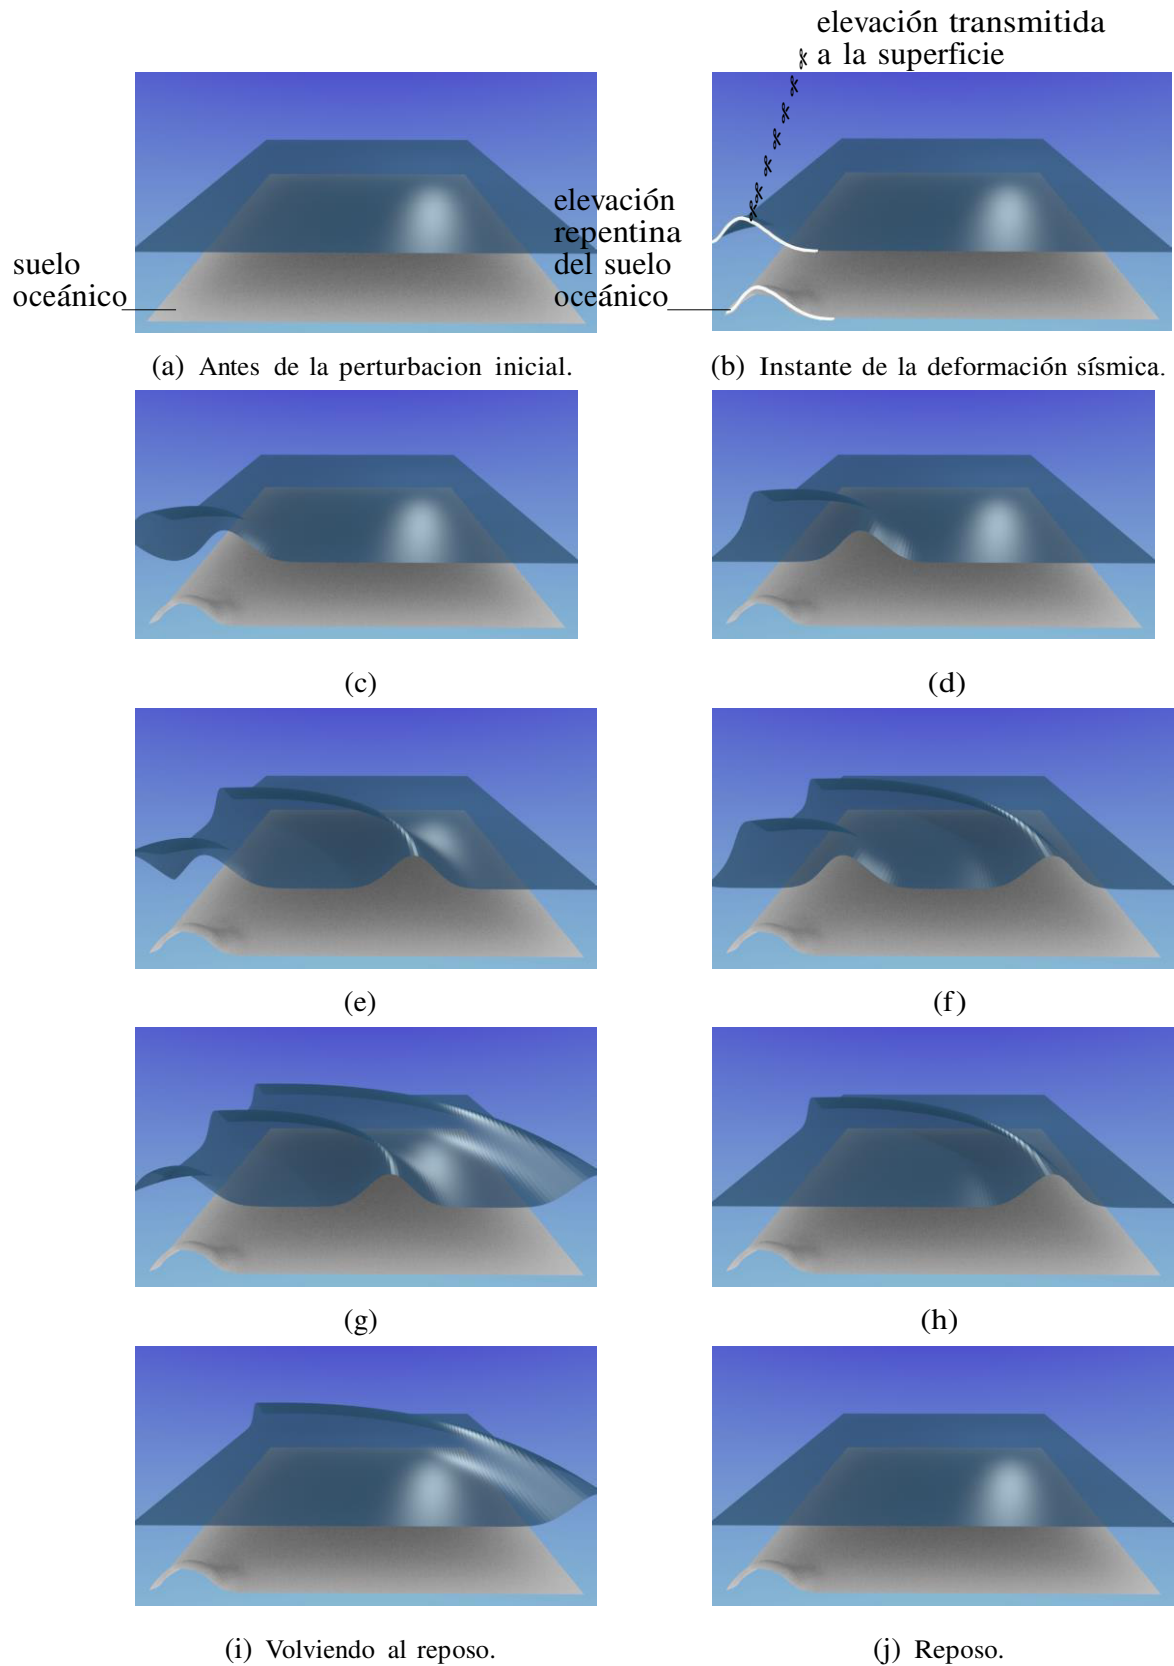 elevación transmitida
a la superficie
elevación
repentina
del suelo
oceánico
suelo
oceánico
(a) Antes de la perturbacion inicial.
(b) Instante de la deformación sísmica.
(c)
(d)
(e)
(f)
(g)
(h)
(i) Volviendo al reposo.
(j) Reposo.